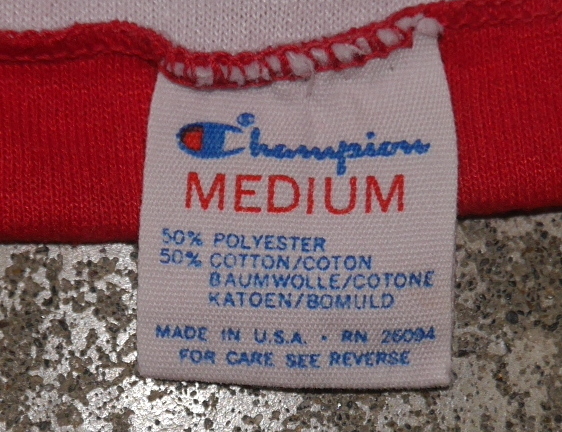 Champion
MEDIUM
50% POLYESTER
50% COTTON/COTON
BAUMWOLLE/COTONE
KATOEN/BOMULD
MADE IN U.S.A. · RN 26094
FOR CARE SEE REVERSE